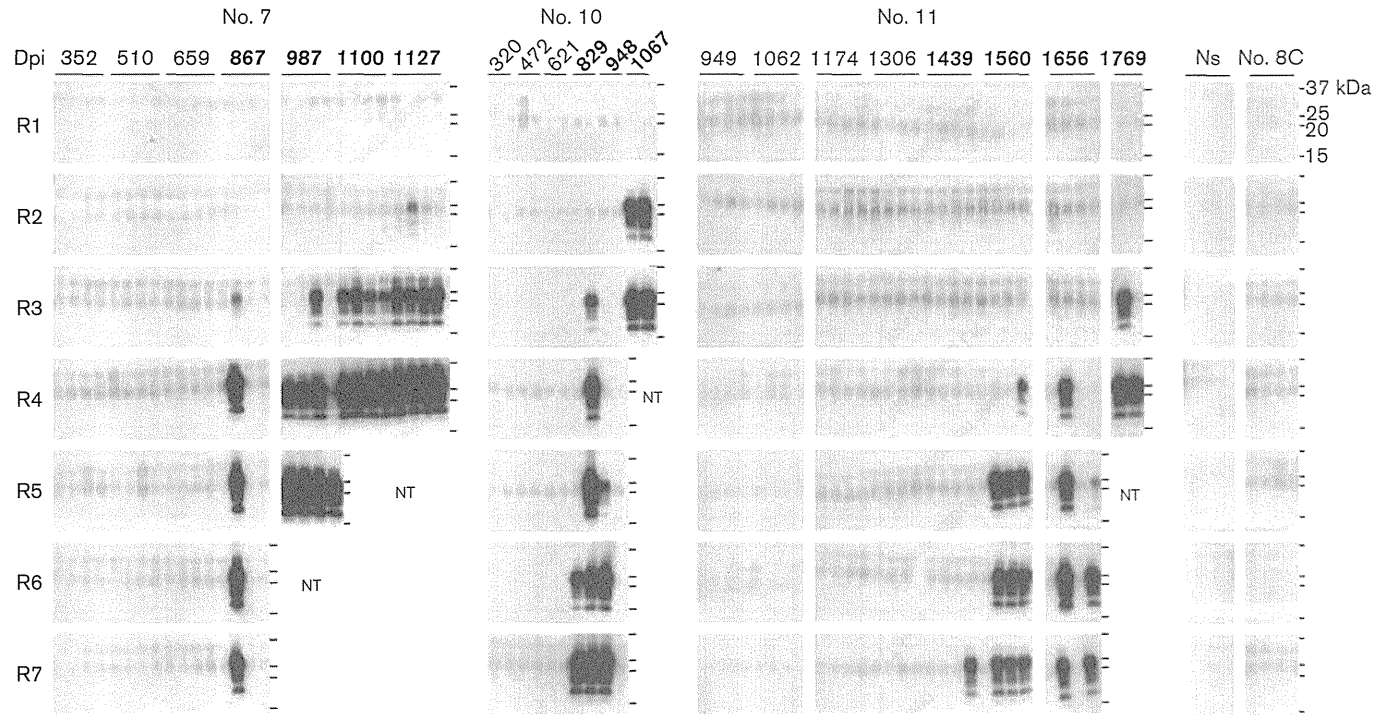 No. 7 No. 10 No. 11
Dpi 352 510 659 867 987 1100 1127 320 472 621 829 948 1067 949 1062 1174 1306 1439 1560 1656 1769 Ns No. 8C
R1 -37 kDa
-25
20
-15
R2
R3
R4 NT
R5 NT NT
R6 NT
R7